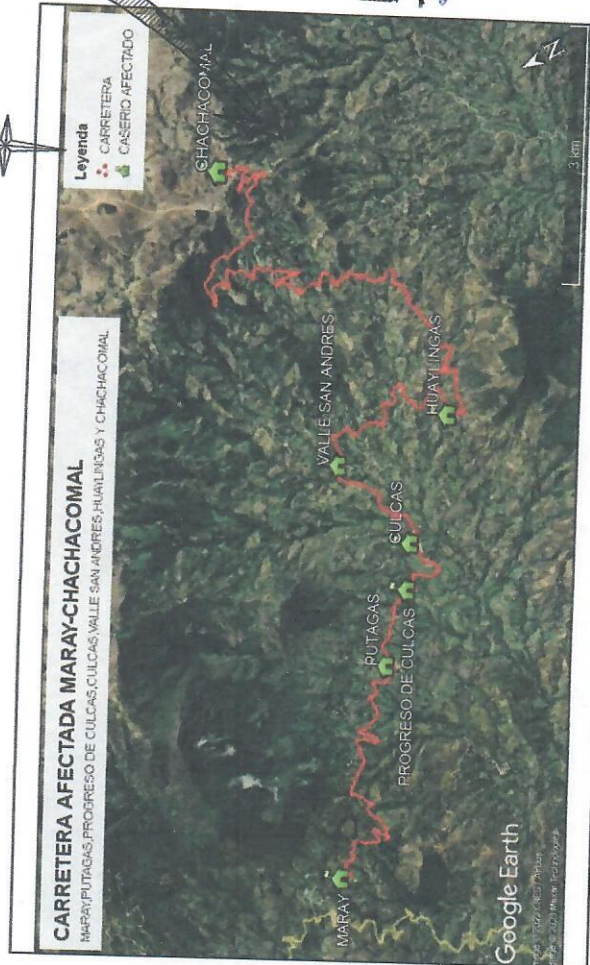 CARRETERA AFECTADA MARAY-CHACHACOMAL
MARAY,PUTAGAS,PROGRESO DE CULCAS,CULCAS,VALLE SAN ANDRES,HUAYLINGAS Y CHACHACOMAL
Leyenda
CARRETERA
CASERIO AFECTADO
CHACHACOMAL
VALLE SAN ANDRES
HUAYLINGAS
CULCAS
PUTAGAS
PROGRESO DE CULCAS
MARAY
Google Earth
N
3 km